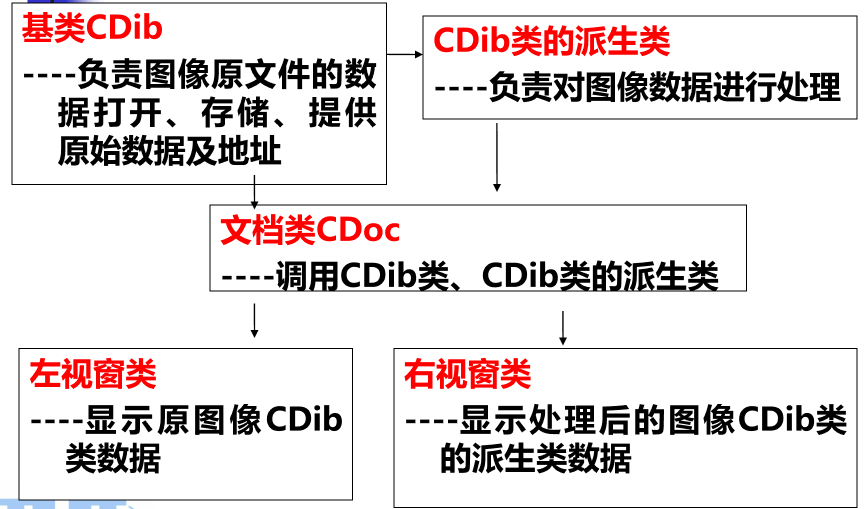 基类CDib
----负责图像原文件的数
据打开、存储、提供
原始数据及地址
CDib类的派生类
----负责对图像数据进行处理
文档类CDoc
----调用CDib类、CDib类的派生类
左视窗类
----显示原图像CDib
类数据
右视窗类
----显示处理后的图像CDib类
的派生类数据